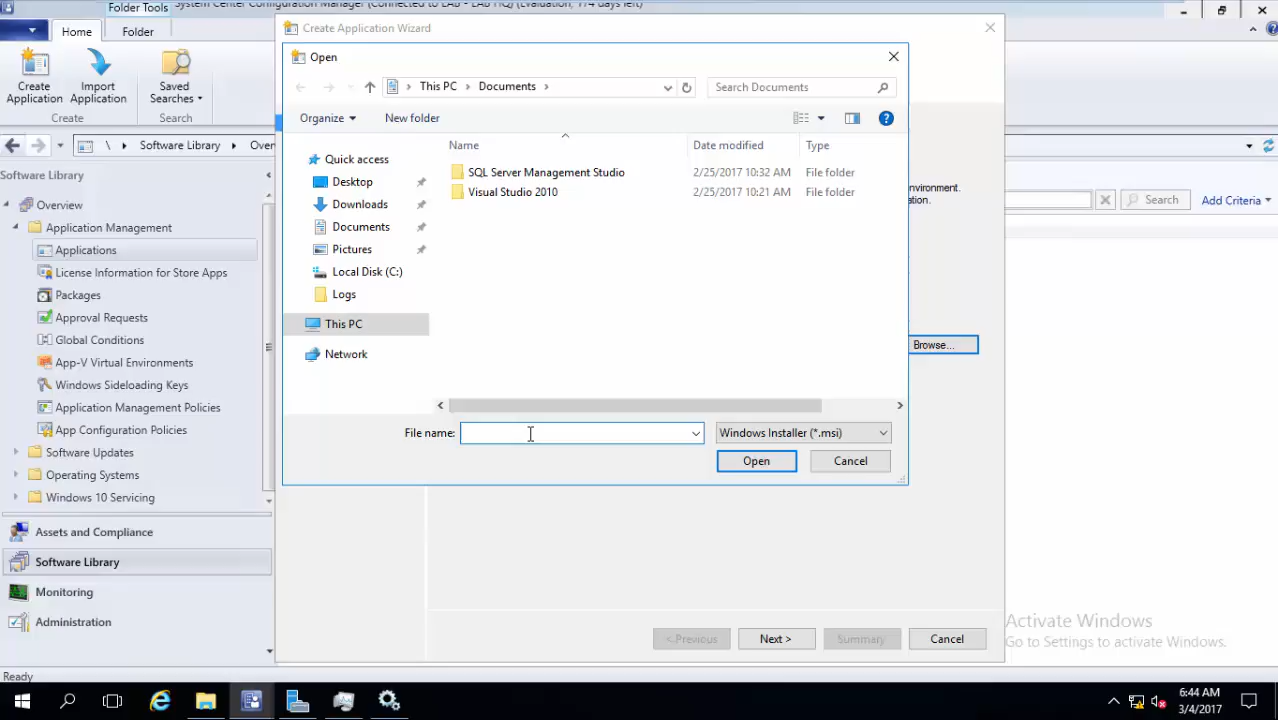 Folder Tools
System Center Configuration Manager (Connected to LAB - LAB HQ) (Evaluation, 174 days left)
Home
Folder
Create Application
Import Application
Saved Searches
Create
Search
\ Software Library Over
Software Library
Overview
Application Management
Applications
License Information for Store Apps
Packages
Approval Requests
Global Conditions
App-V Virtual Environments
Windows Sideloading Keys
Application Management Policies
App Configuration Policies
Software Updates
Operating Systems
Windows 10 Servicing
Assets and Compliance
Software Library
Monitoring
Administration
Ready
Create Application Wizard
Open
This PC Documents
Search Documents
Organize
New folder
Name Date modified Type
SQL Server Management Studio 2/25/2017 10:32 AM File folder
Visual Studio 2010 2/25/2017 10:21 AM File folder
Quick access
Desktop
Downloads
Documents
Pictures
Local Disk (C:)
Logs
This PC
Network
File name:
Windows Installer (*.msi)
Open
Cancel
nvironment.
ation.
Browse...
< Previous
Next >
Summary
Cancel
Search
Add Criteria
Activate Windows
Go to Settings to activate Windows.
6:44 AM
3/4/2017